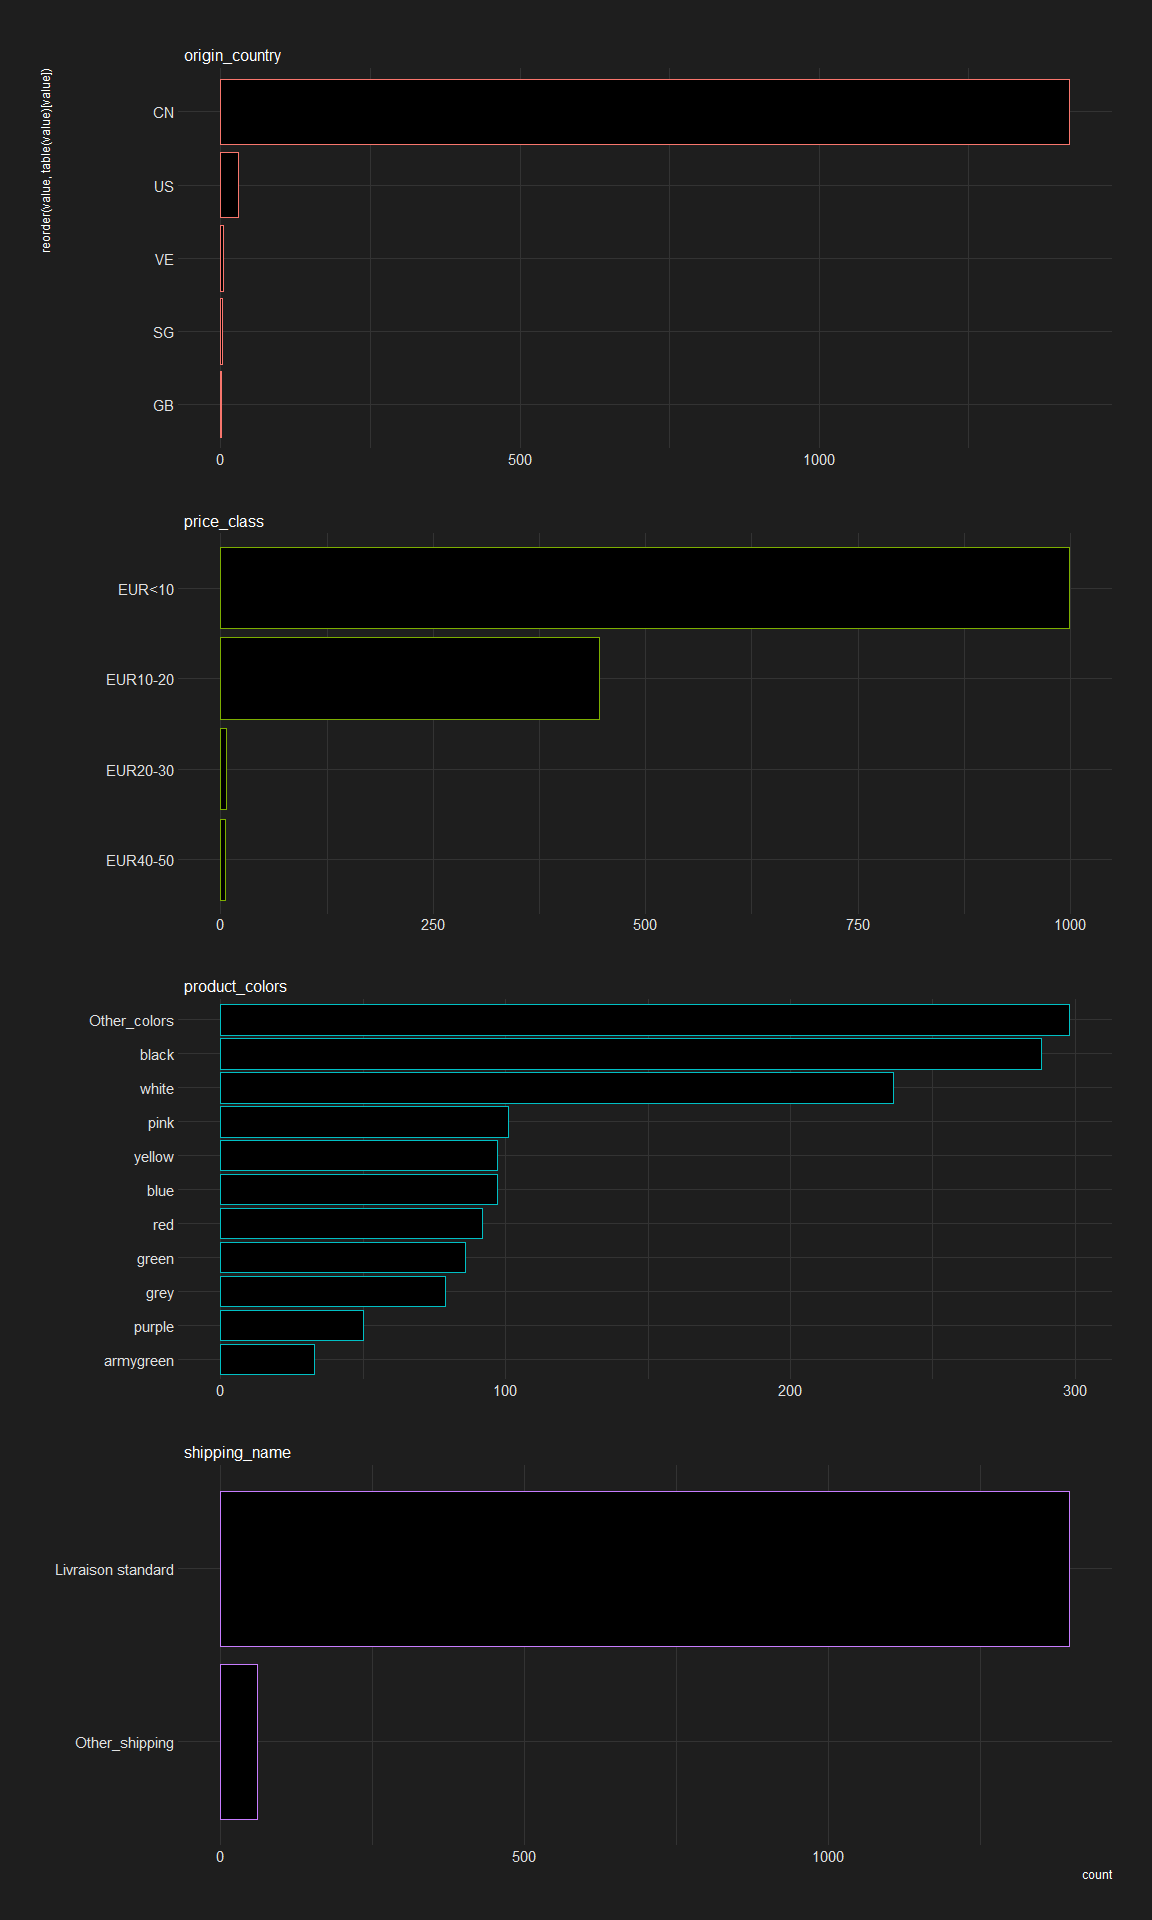 reorder(value, table(value)[value])
origin_country
CN
US
VE
SG
GB
0 500 1000
price_class
EUR<10
EUR10-20
EUR20-30
EUR40-50
0 250 500 750 1000
product_colors
Other_colors
black
white
pink
yellow
blue
red
green
grey
purple
armygreen
0 100 200 300
shipping_name
Livraison standard
Other_shipping
0 500 1000
count